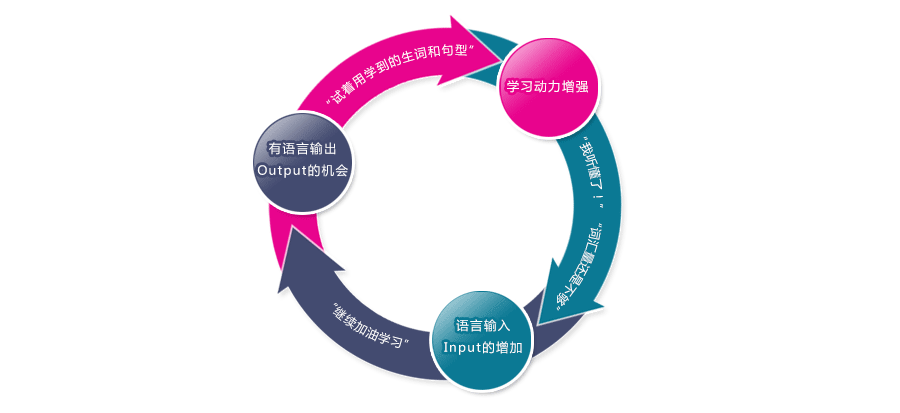 “试着用学到的生词和句型”
学习动力增强
“我听懂了！”
“词汇量还是不够”
语言输入
Input的增加
“继续加油学习”
有语言输出
Output的机会